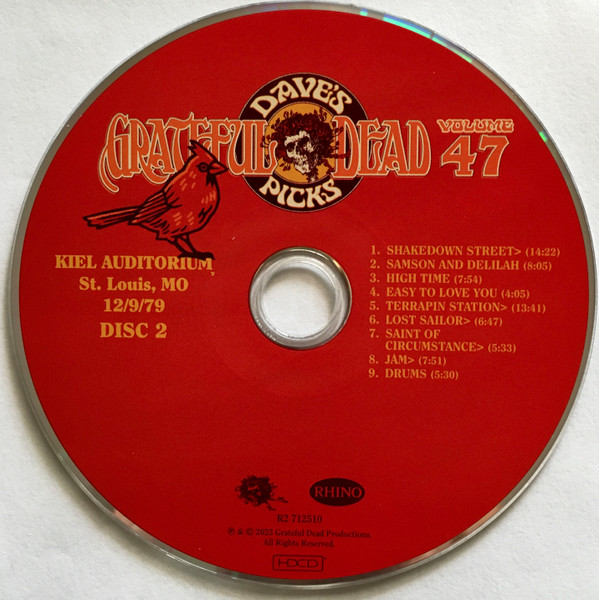 DAVE'S
GRATEFUL DEAD
PICKS
VOLUME
47
KIEL AUDITORIUM,
St. Louis, MO
12/9/79
DISC 2
1. SHAKEDOWN STREET> (14:22)
2. SAMSON AND DELILAH (8:05)
3. HIGH TIME (7:54)
4. EASY TO LOVE YOU (4:05)
5. TERRAPIN STATION> (13:41)
6. LOST SAILOR> (6:47)
7. SAINT OF
CIRCUMSTANCE> (5:33)
8. JAM> (7:51)
9. DRUMS (5:30)
RHINO
R2 712510
℗ & © 2023 Grateful Dead Productions.
All Rights Reserved.
HDCD